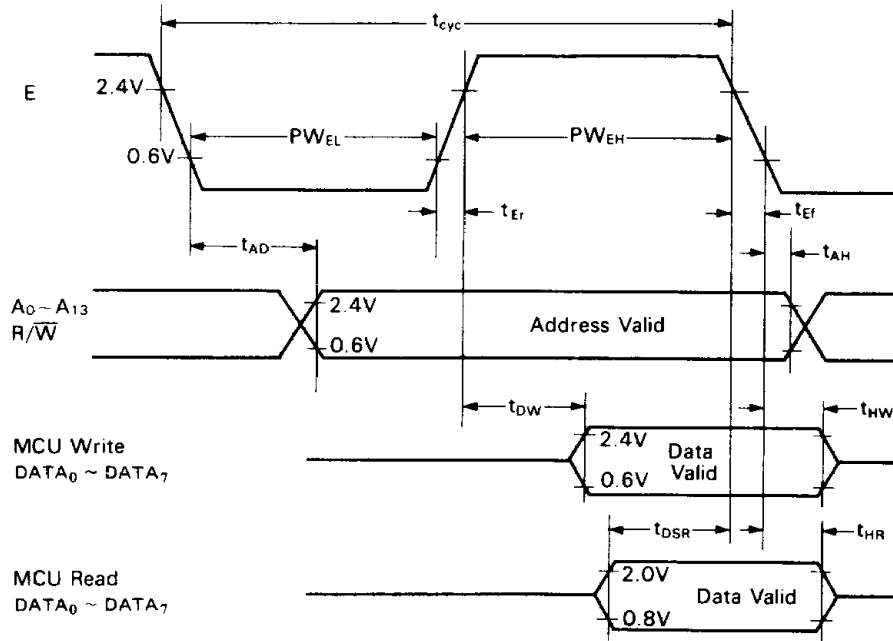 tcyc
E
2.4V
0.6V
PWEL
PWEH
tEr
tEf
tAD
tAH
A0 ~ A13
R/W̅
2.4V
0.6V
Address Valid
tDW
tHW
MCU Write
DATA0 ~ DATA7
2.4V
0.6V
Data
Valid
tDSR
tHR
MCU Read
DATA0 ~ DATA7
2.0V
0.8V
Data Valid